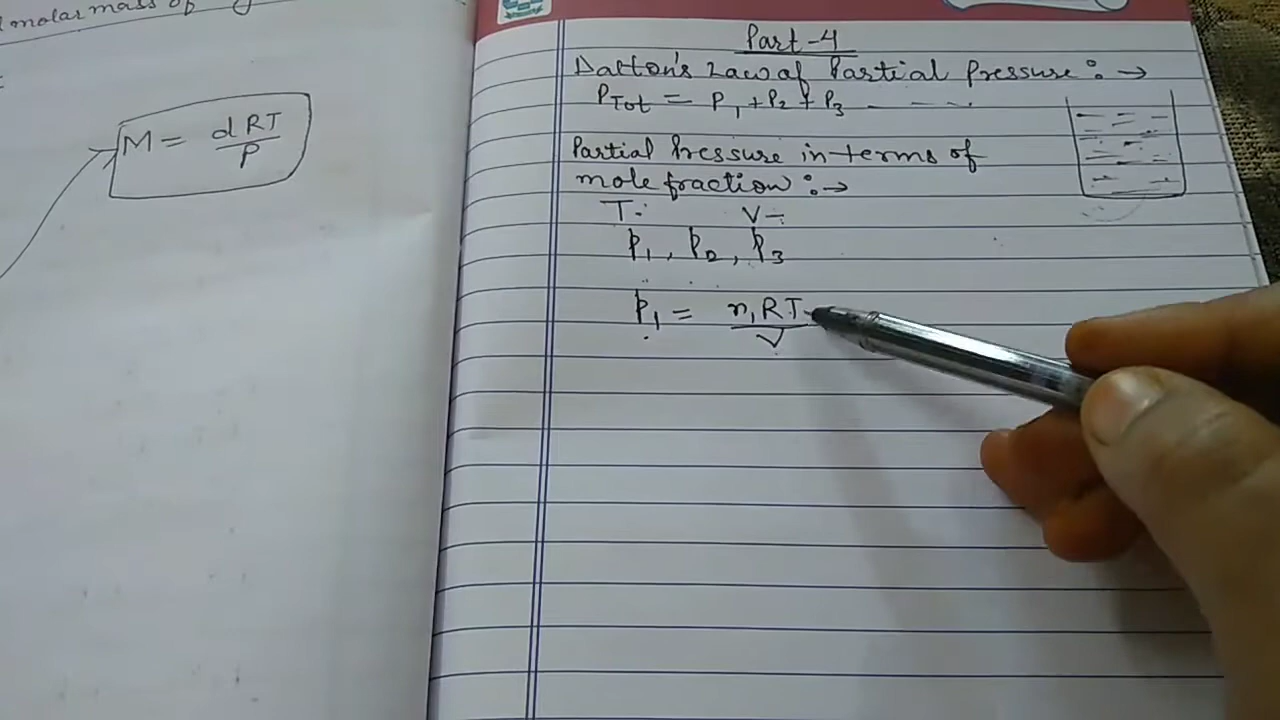 molar mass of
M = dRT/P
Part-4
Dalton's Law of Partial Pressure :→
PTot = P1 + P2 + P3 - - - -
Partial Pressure in terms of
mole fraction :→
T- V-
P1, P2, P3
P1 = n1RT/V